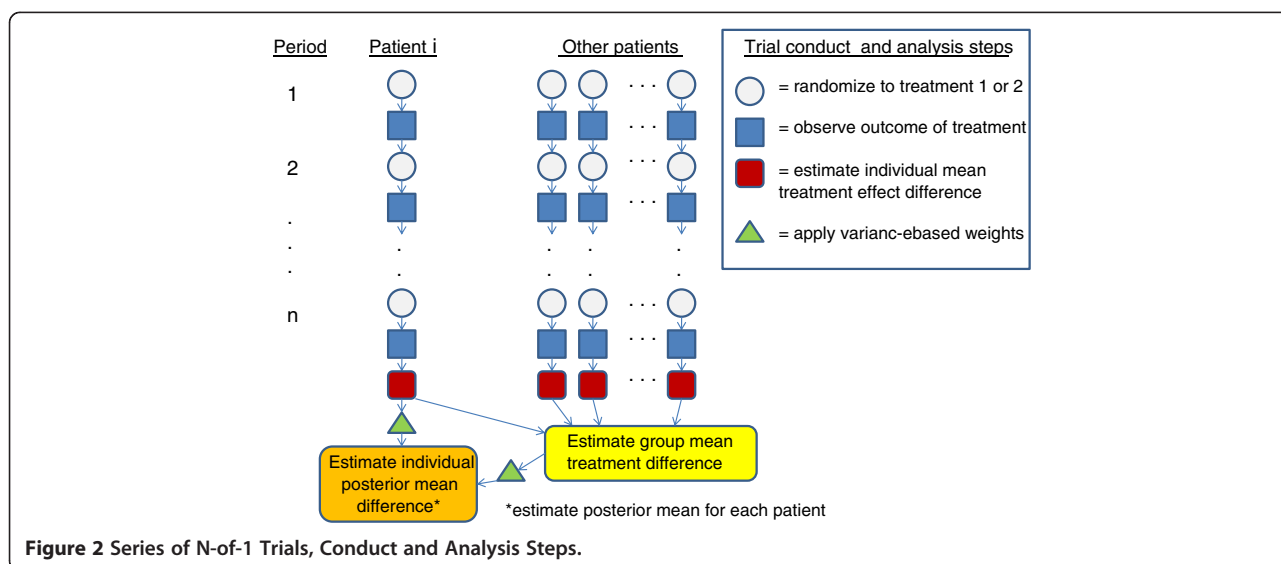 Period Patient i Other patients
Trial conduct and analysis steps
1
. . .
= randomize to treatment 1 or 2
. . .
= observe outcome of treatment
2
. . .
= estimate individual mean
treatment effect difference
. . .
= apply varianc-ebased weights
. . . . .
. . . . .
.
n
. . .
. . .
. . .
Estimate group mean
treatment difference
Estimate individual
posterior mean
difference*
*estimate posterior mean for each patient
Figure 2 Series of N-of-1 Trials, Conduct and Analysis Steps.